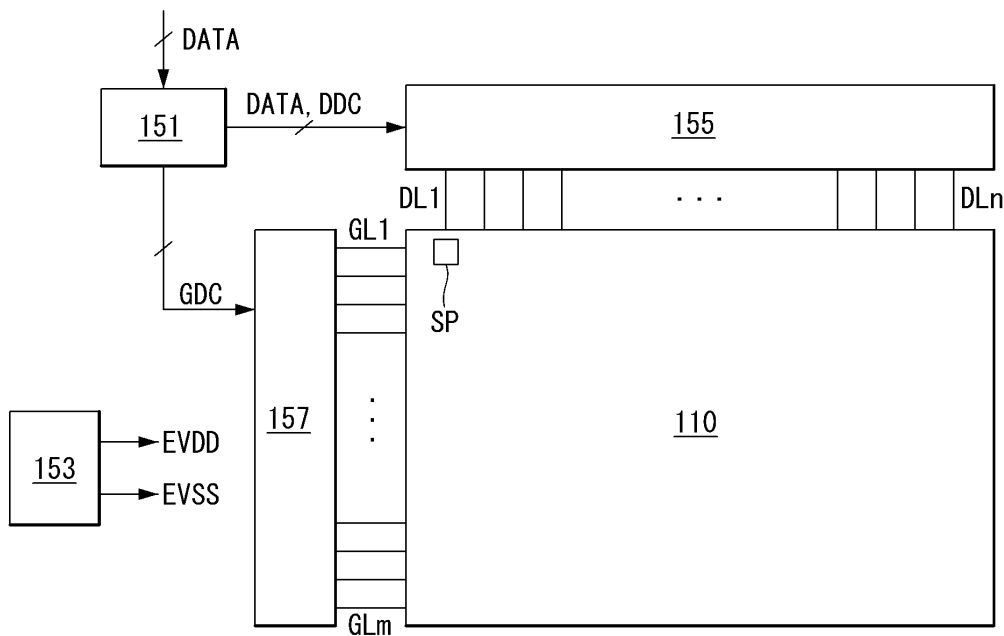 DATA
151
DATA, DDC
155
DL1
. . .
DLn
GL1
GDC
SP
157
110
153
EVDD
EVSS
GLm